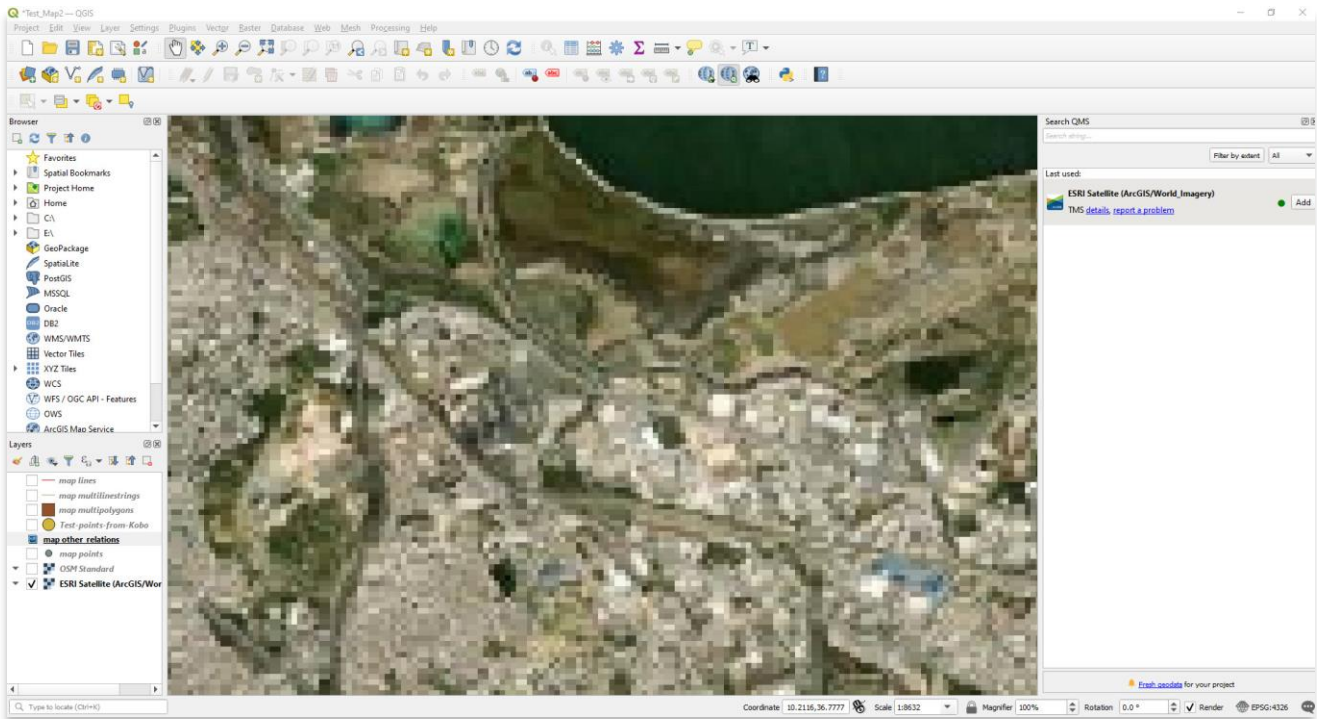 *Test_Map2 — QGIS
Project Edit View Layer Settings Plugins Vector Raster Database Web Mesh Processing Help
Browser
Favorites
Spatial Bookmarks
Project Home
Home
C:\
E:\
GeoPackage
SpatiaLite
PostGIS
MSSQL
Oracle
DB2
WMS/WMTS
Vector Tiles
XYZ Tiles
WCS
WFS / OGC API - Features
OWS
ArcGIS Map Service
Layers
map lines
map multilinestrings
map multipolygons
Test-points-from-Kobo
map other_relations
map points
OSM Standard
ESRI Satellite (ArcGIS/Wor
Search QMS
Search string...
Filter by extent All
Last used:
ESRI Satellite (ArcGIS/World_Imagery)
TMS details, report a problem
Add
Fresh geodata for your project
Type to locate (Ctrl+K)
Coordinate 10.2116,36.7777 Scale 1:8632 Magnifier 100% Rotation 0.0 ° Render EPSG:4326